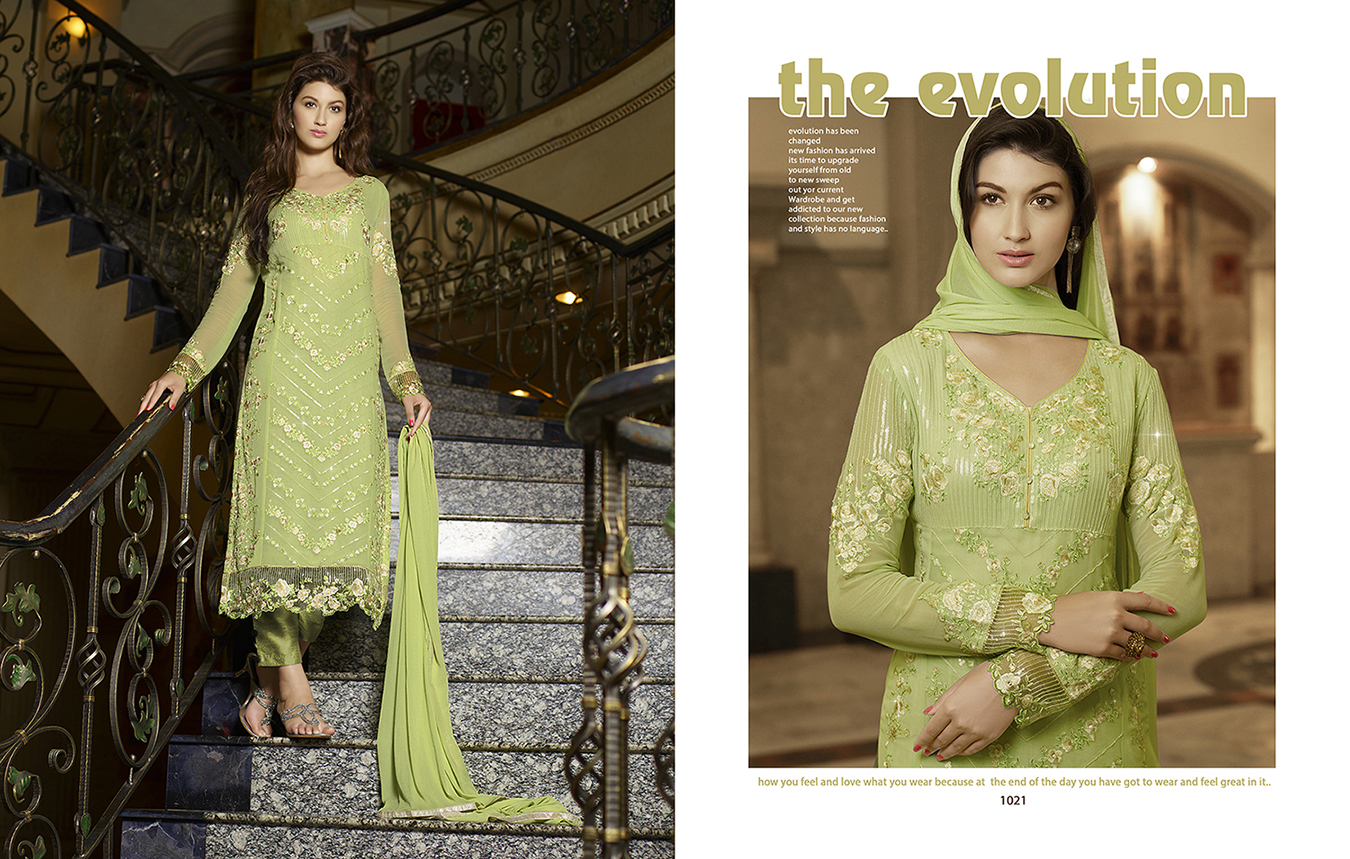 the evolution
evolution has been
changed
new fashion has arrived
its time to upgrade
yourself from old
to new sweep
out yor current
Wardrobe and get
addicted to our new
collection because fashion
and style has no language..
how you feel and love what you wear because at  the end of the day you have got to wear and feel great in it..
1021